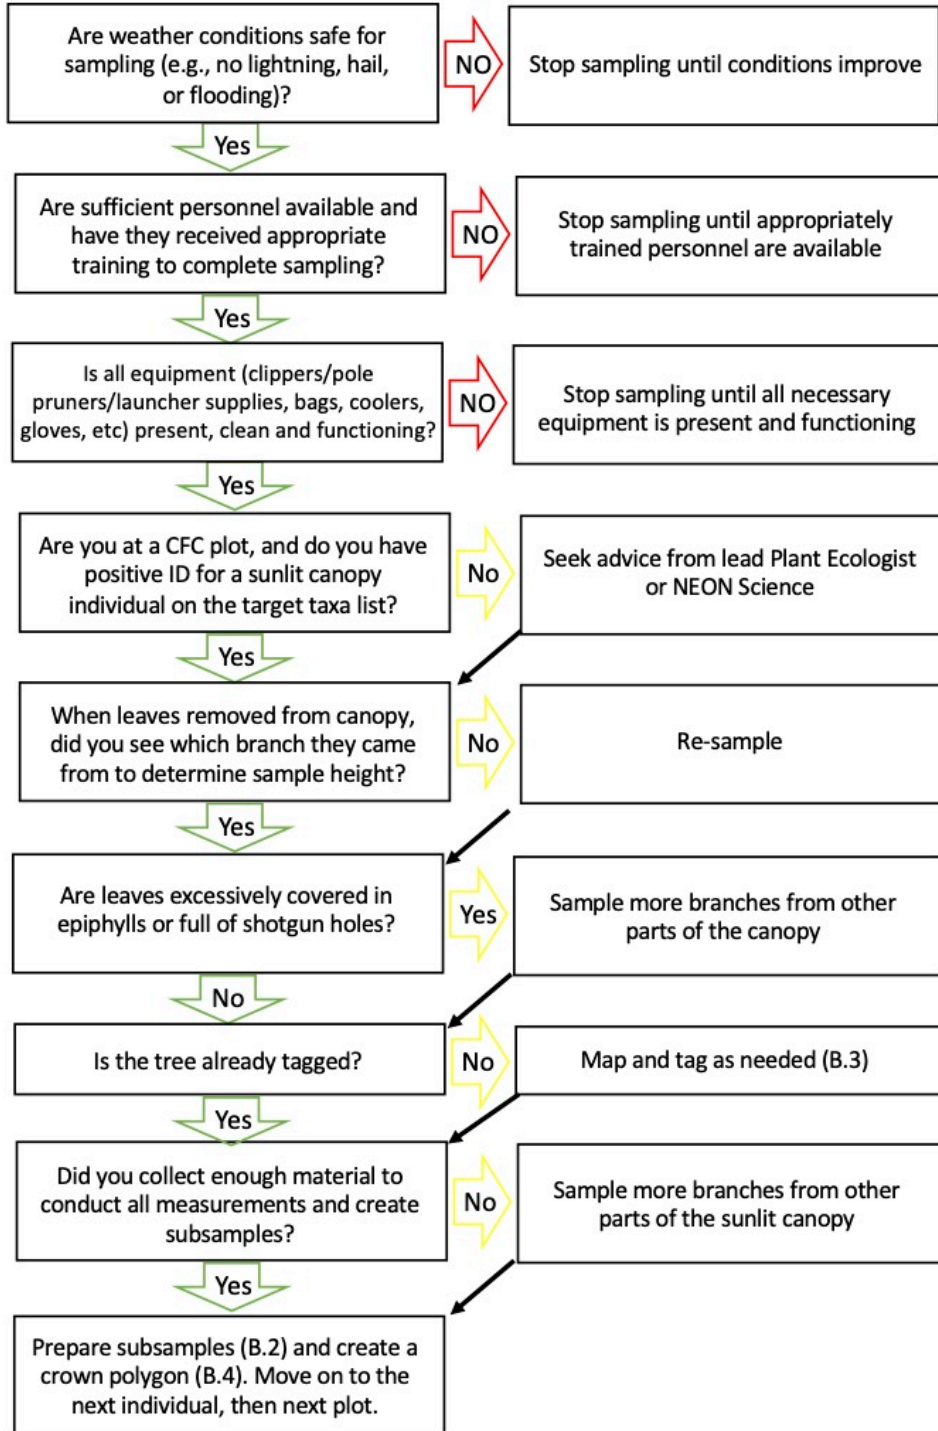 Are weather conditions safe for
sampling (e.g., no lightning, hail,
or flooding)?
NO
Stop sampling until conditions improve
Yes
Are sufficient personnel available and
have they received appropriate
training to complete sampling?
NO
Stop sampling until appropriately
trained personnel are available
Yes
Is all equipment (clippers/pole
pruners/launcher supplies, bags, coolers,
gloves, etc) present, clean and functioning?
NO
Stop sampling until all necessary
equipment is present and functioning
Yes
Are you at a CFC plot, and do you have
positive ID for a sunlit canopy
individual on the target taxa list?
No
Seek advice from lead Plant Ecologist
or NEON Science
Yes
When leaves removed from canopy,
did you see which branch they came
from to determine sample height?
No
Re-sample
Yes
Are leaves excessively covered in
epiphylls or full of shotgun holes?
Yes
Sample more branches from other
parts of the canopy
No
Is the tree already tagged?
No
Map and tag as needed (B.3)
Yes
Did you collect enough material to
conduct all measurements and create
subsamples?
No
Sample more branches from other
parts of the sunlit canopy
Yes
Prepare subsamples (B.2) and create a
crown polygon (B.4). Move on to the
next individual, then next plot.